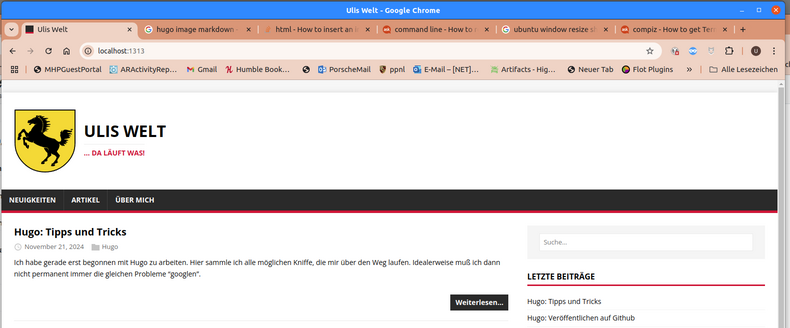 Ulis Welt - Google Chrome
Ulis Welt
hugo image markdown -
html - How to insert an i
command line - How to r
ubuntu window resize sh
compiz - How to get Ter
localhost:1313
U
MHPGuestPortal
ARActivityRep...
Gmail
Humble Book...
PorscheMail
ppnl
E-Mail – [NET]...
Artifacts - Hig...
Neuer Tab
Flot Plugins
»
Alle Lesezeichen
ULIS WELT
... DA LÄUFT WAS!
NEUIGKEITEN ARTIKEL ÜBER MICH
Hugo: Tipps und Tricks
November 21, 2024 Hugo
Ich habe gerade erst begonnen mit Hugo zu arbeiten. Hier sammle ich alle möglichen Kniffe, die mir über den Weg laufen. Idealerweise muß ich dann
nicht permanent immer die gleichen Probleme “googlen”.
Weiterlesen...
Suche...
LETZTE BEITRÄGE
Hugo: Tipps und Tricks
Hugo: Veröffentlichen auf Github